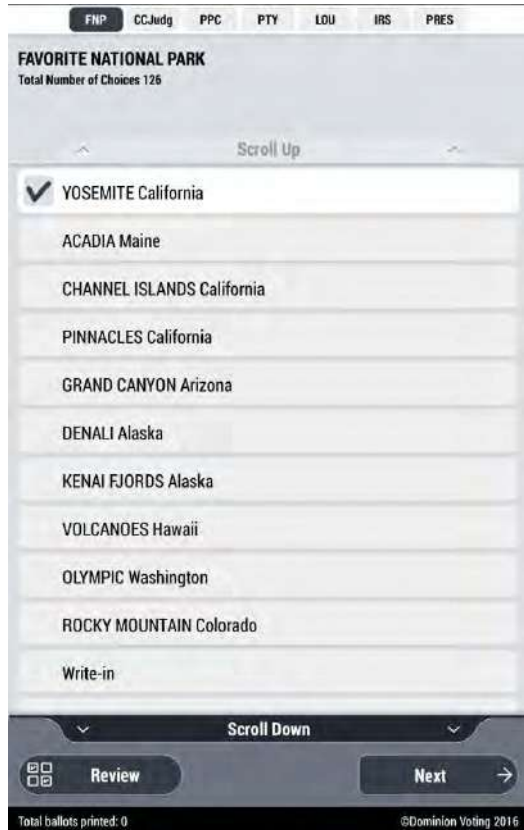 FNP CCJudg PPC PTY LOU IRS PRES
FAVORITE NATIONAL PARK
Total Number of Choices 126
Scroll Up
YOSEMITE California
ACADIA Maine
CHANNEL ISLANDS California
PINNACLES California
GRAND CANYON Arizona
DENALI Alaska
KENAI FJORDS Alaska
VOLCANOES Hawaii
OLYMPIC Washington
ROCKY MOUNTAIN Colorado
Write-in
Scroll Down
Review Next
Total ballots printed: 0 ©Dominion Voting 2016